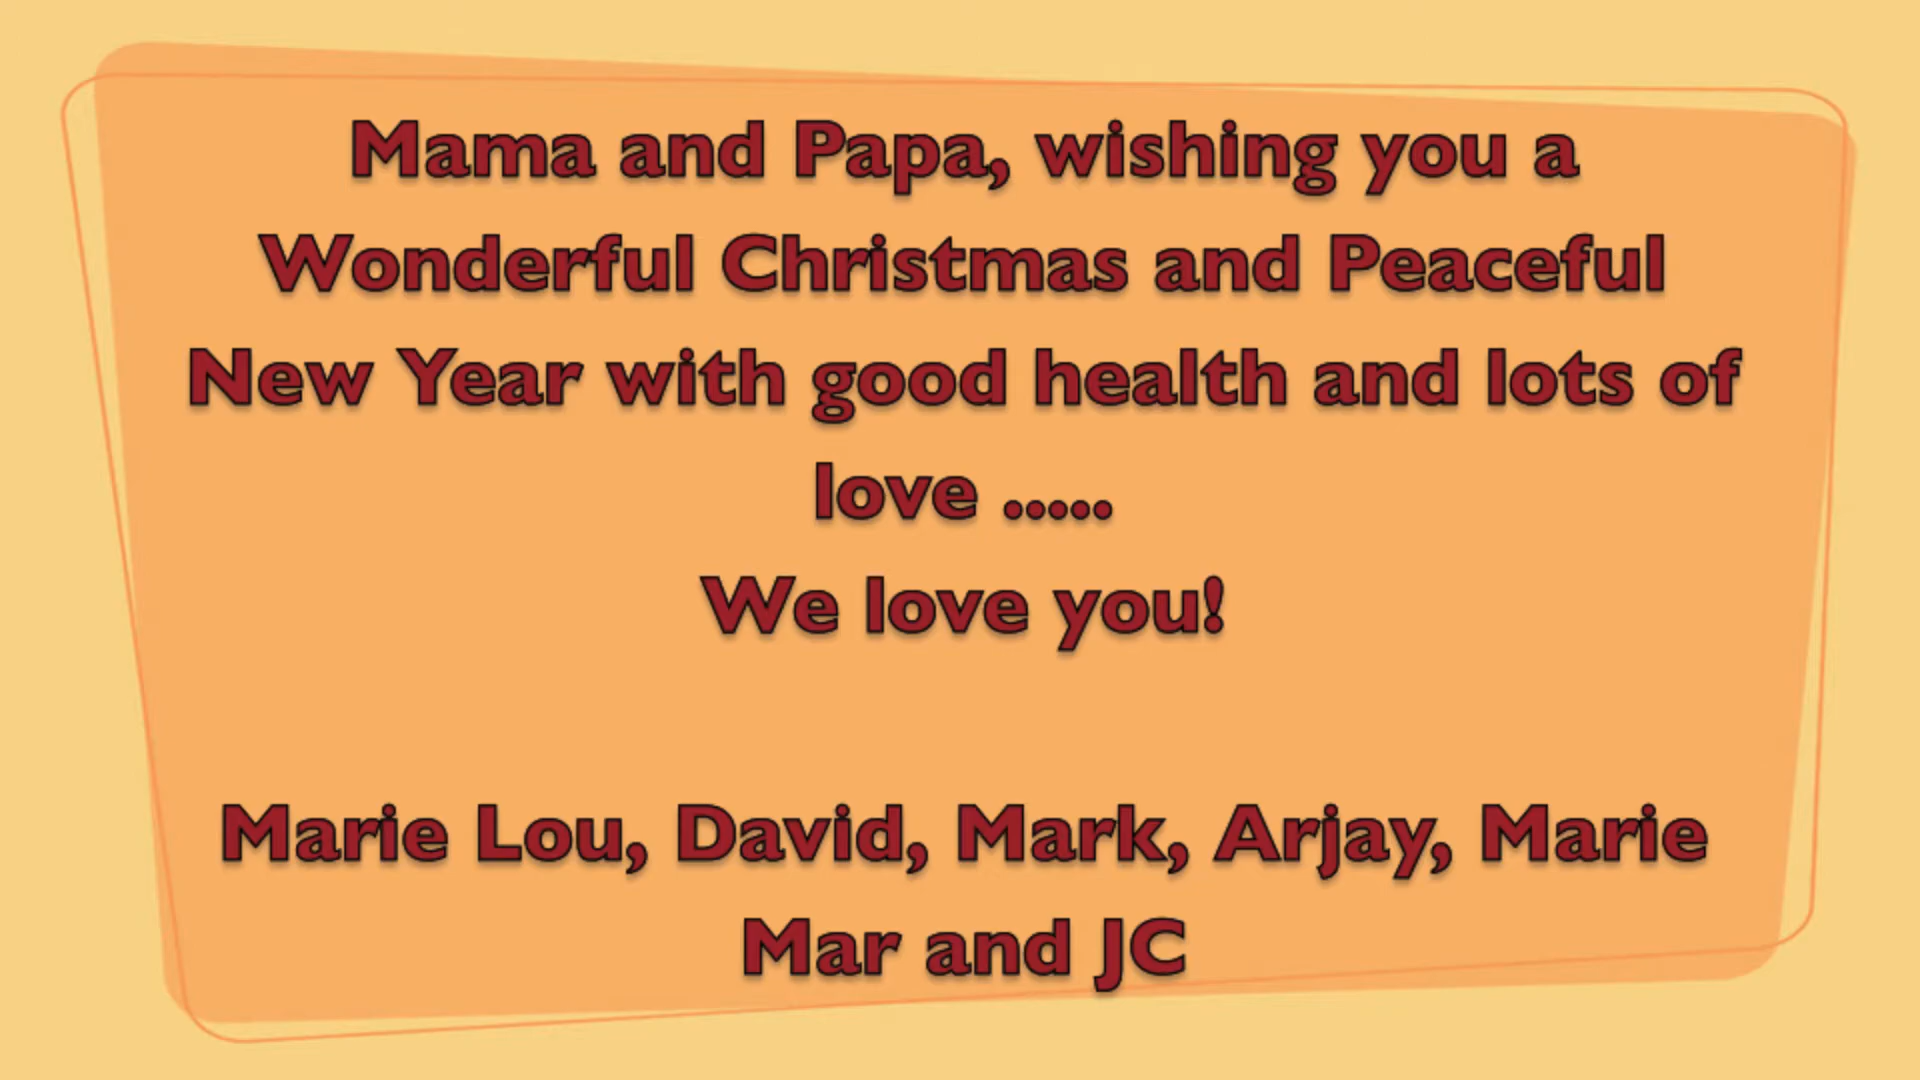 Mama and Papa, wishing you a
Wonderful Christmas and Peaceful
New Year with good health and lots of
love .....
We love you!
Marie Lou, David, Mark, Arjay, Marie
Mar and JC